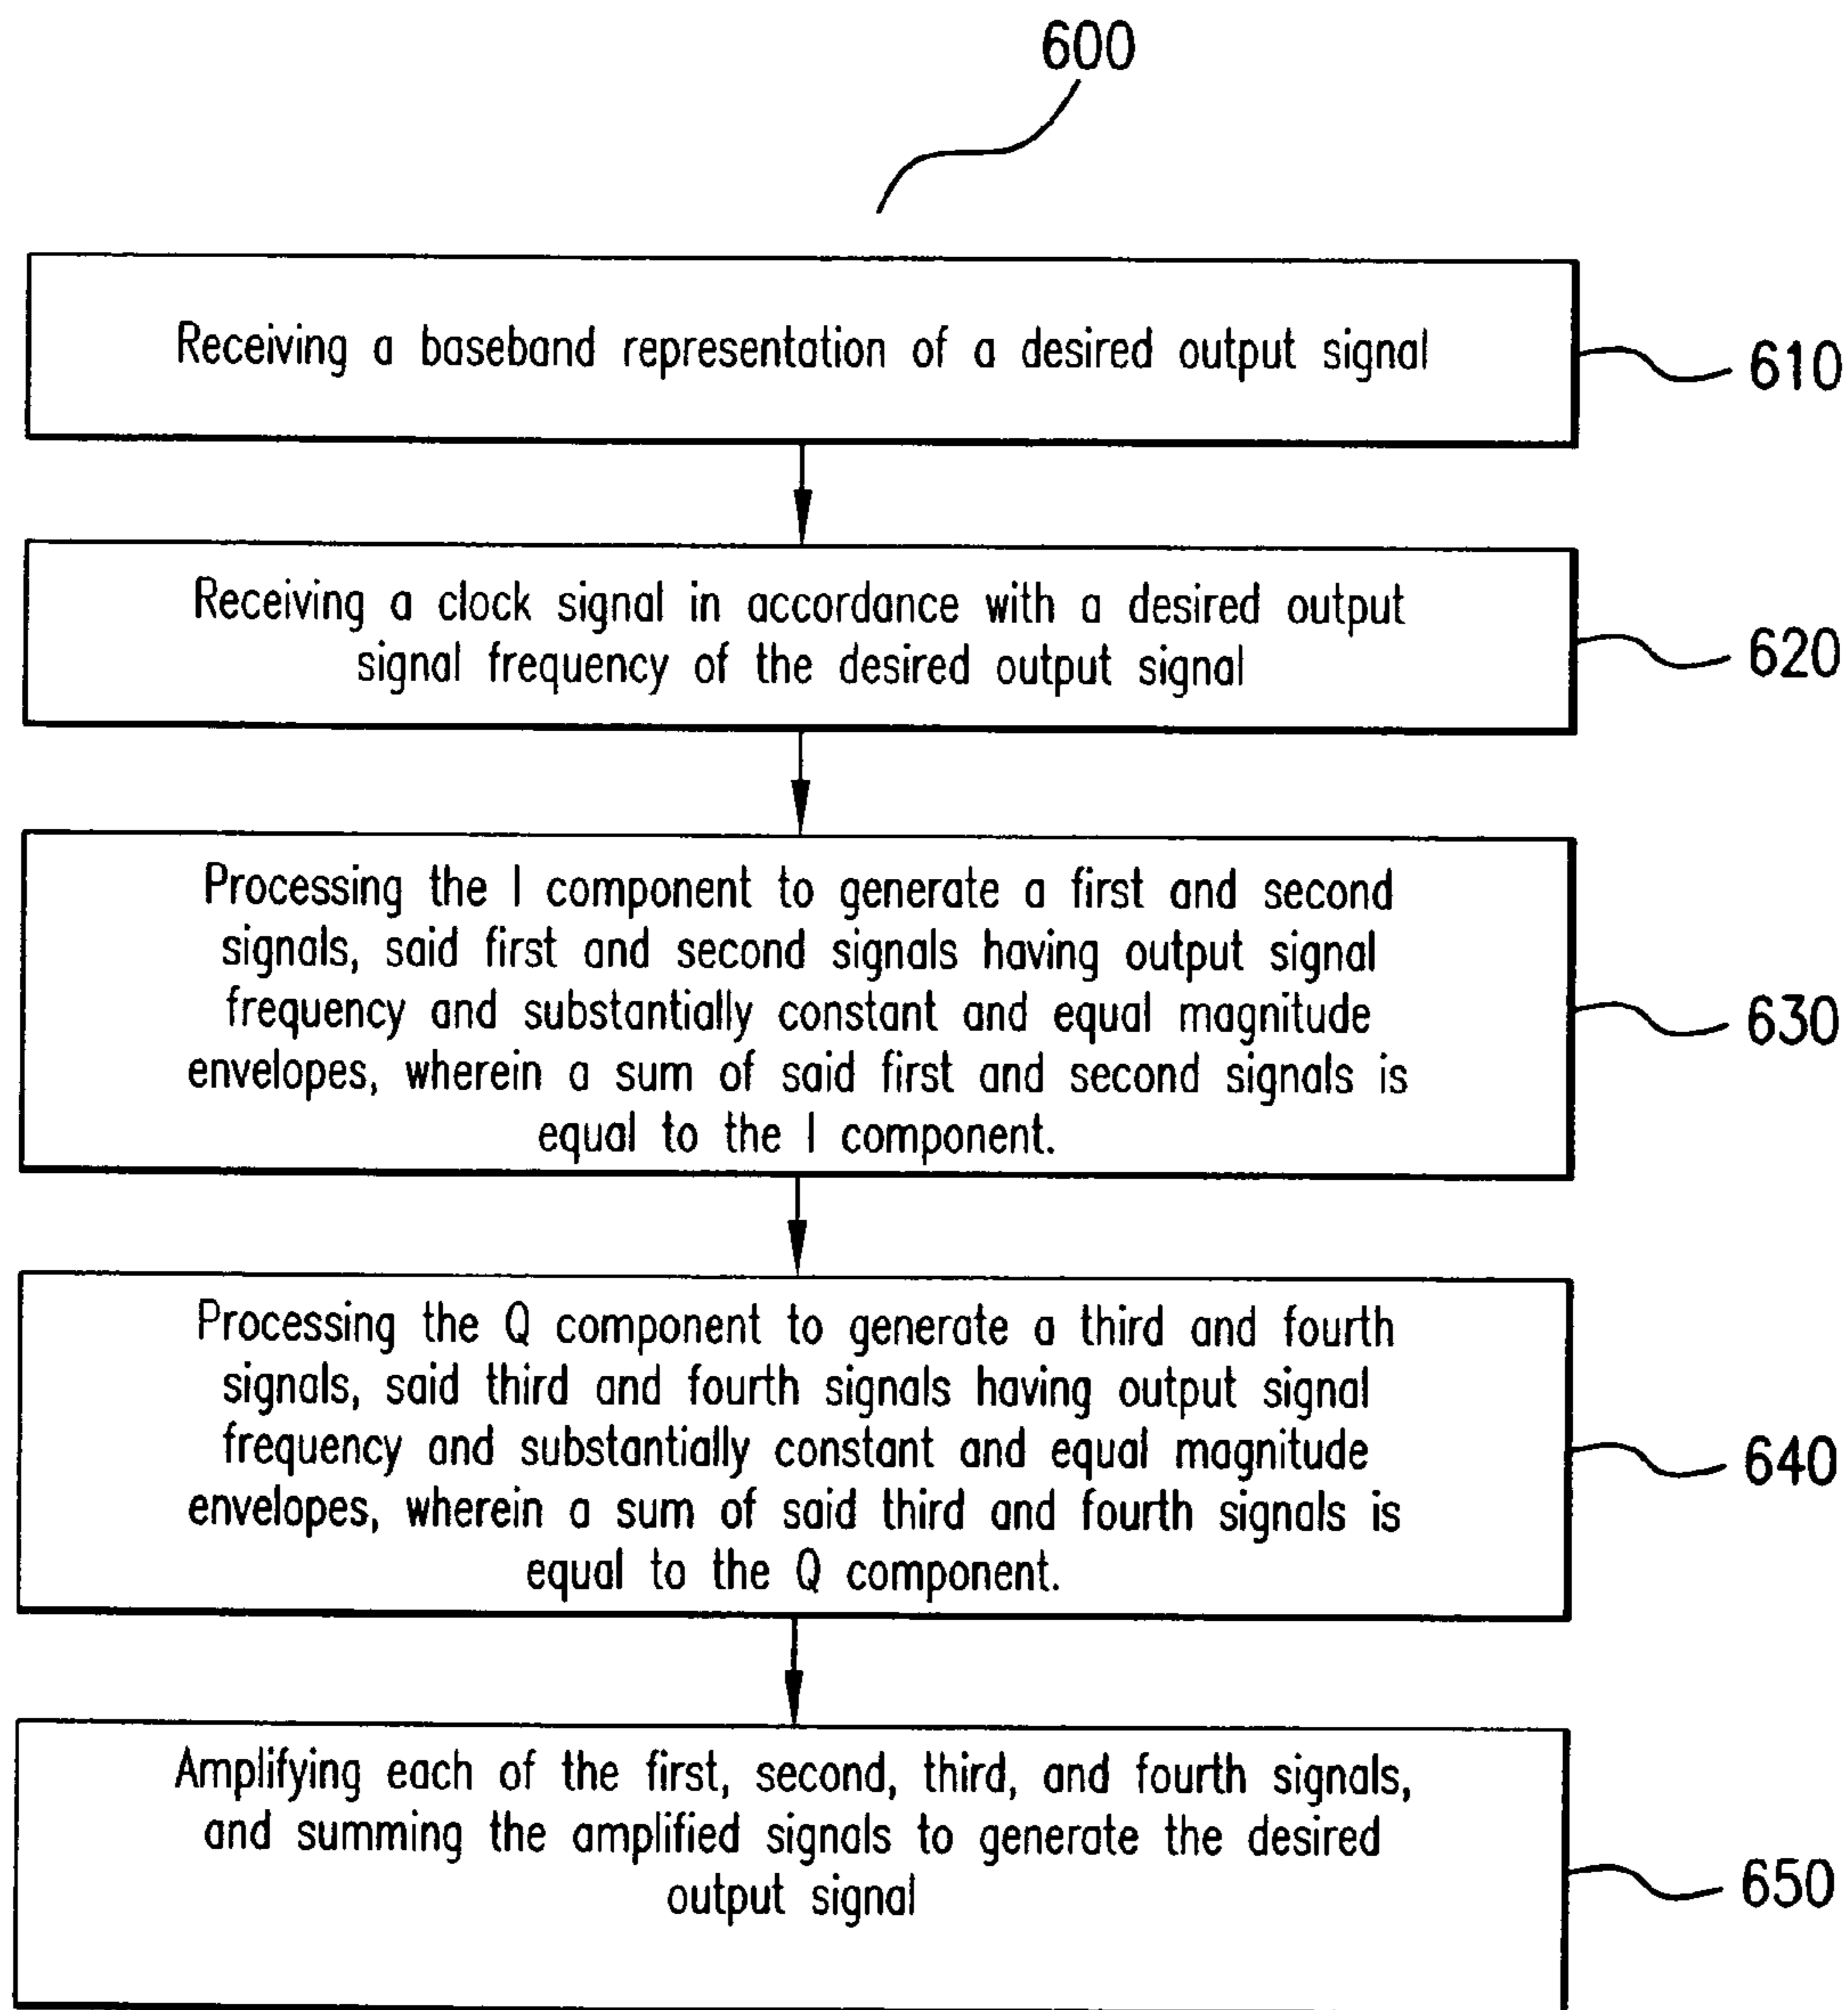 600
Receiving a baseband representation of a desired output signal
610
Receiving a clock signal in accordance with a desired output
signal frequency of the desired output signal
620
Processing the I component to generate a first and second
signals, said first and second signals having output signal
frequency and substantially constant and equal magnitude
envelopes, wherein a sum of said first and second signals is
equal to the I component.
630
Processing the Q component to generate a third and fourth
signals, said third and fourth signals having output signal
frequency and substantially constant and equal magnitude
envelopes, wherein a sum of said third and fourth signals is
equal to the Q component.
640
Amplifying each of the first, second, third, and fourth signals,
and summing the amplified signals to generate the desired
output signal
650